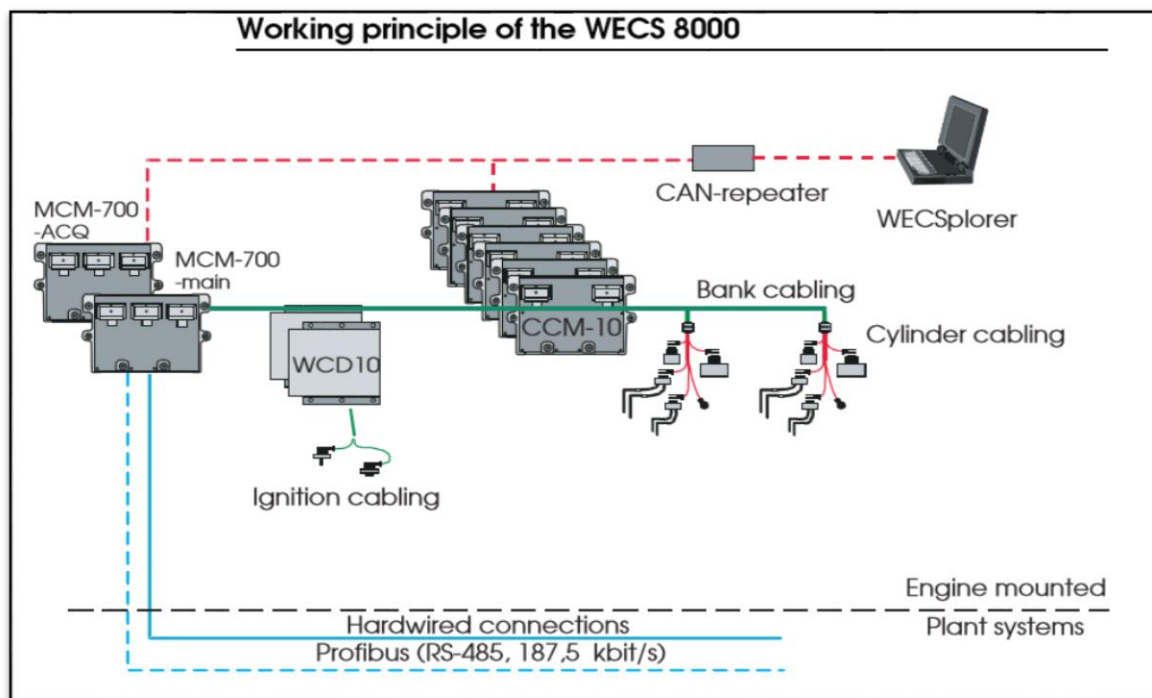 Working principle of the WECS 8000
CAN-repeater
WECSplorer
MCM-700
-ACQ
MCM-700
-main
Bank cabling
CCM-10
Cylinder cabling
WCD10
Ignition cabling
Engine mounted
Hardwired connections
Plant systems
Profibus (RS-485, 187,5 kbit/s)